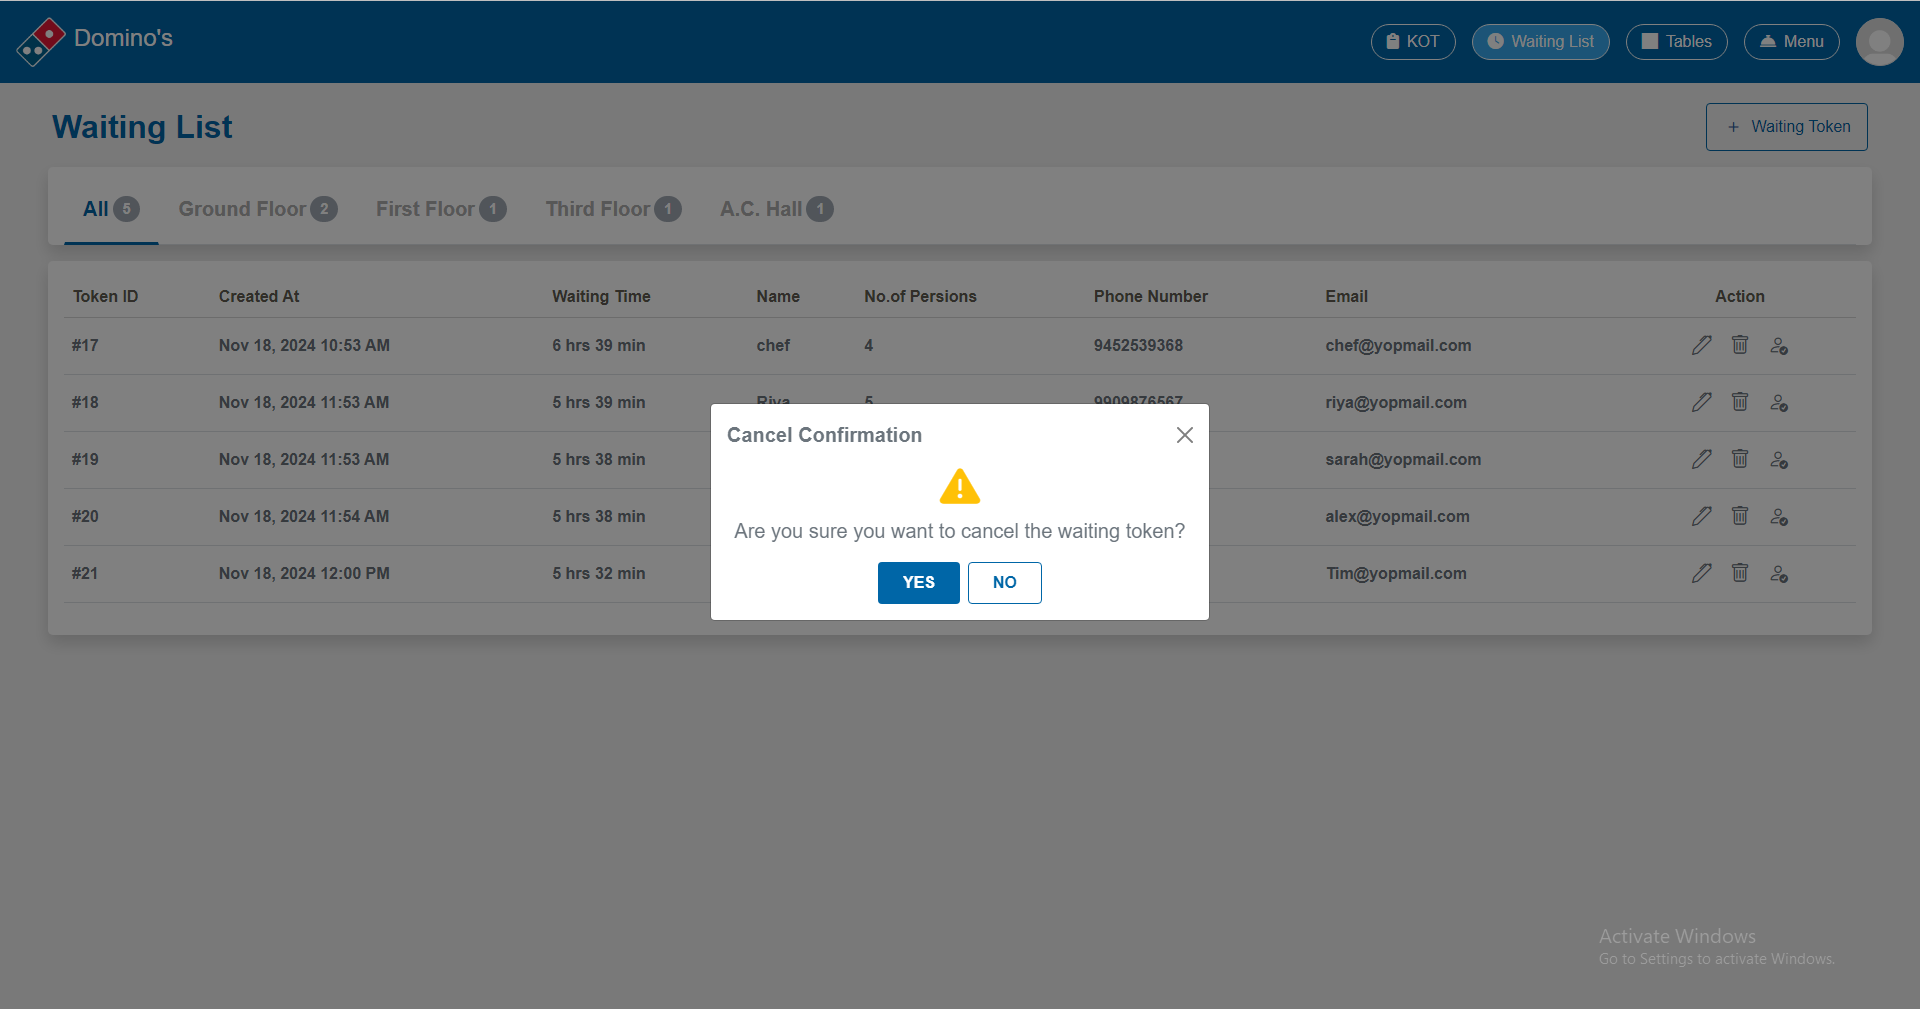 Domino's
KOT
Waiting List
Tables
Menu
Waiting List
+ Waiting Token
All 5
Ground Floor 2
First Floor 1
Third Floor 1
A.C. Hall 1
Token ID Created At Waiting Time Name No.of Persions Phone Number Email Action
#17 Nov 18, 2024 10:53 AM 6 hrs 39 min chef 4 9452539368 chef@yopmail.com
#18 Nov 18, 2024 11:53 AM 5 hrs 39 min Riya 5 9909876567 riya@yopmail.com
#19 Nov 18, 2024 11:53 AM 5 hrs 38 min sarah@yopmail.com
#20 Nov 18, 2024 11:54 AM 5 hrs 38 min alex@yopmail.com
#21 Nov 18, 2024 12:00 PM 5 hrs 32 min Tim@yopmail.com
Cancel Confirmation
Are you sure you want to cancel the waiting token?
YES
NO
Activate Windows
Go to Settings to activate Windows.